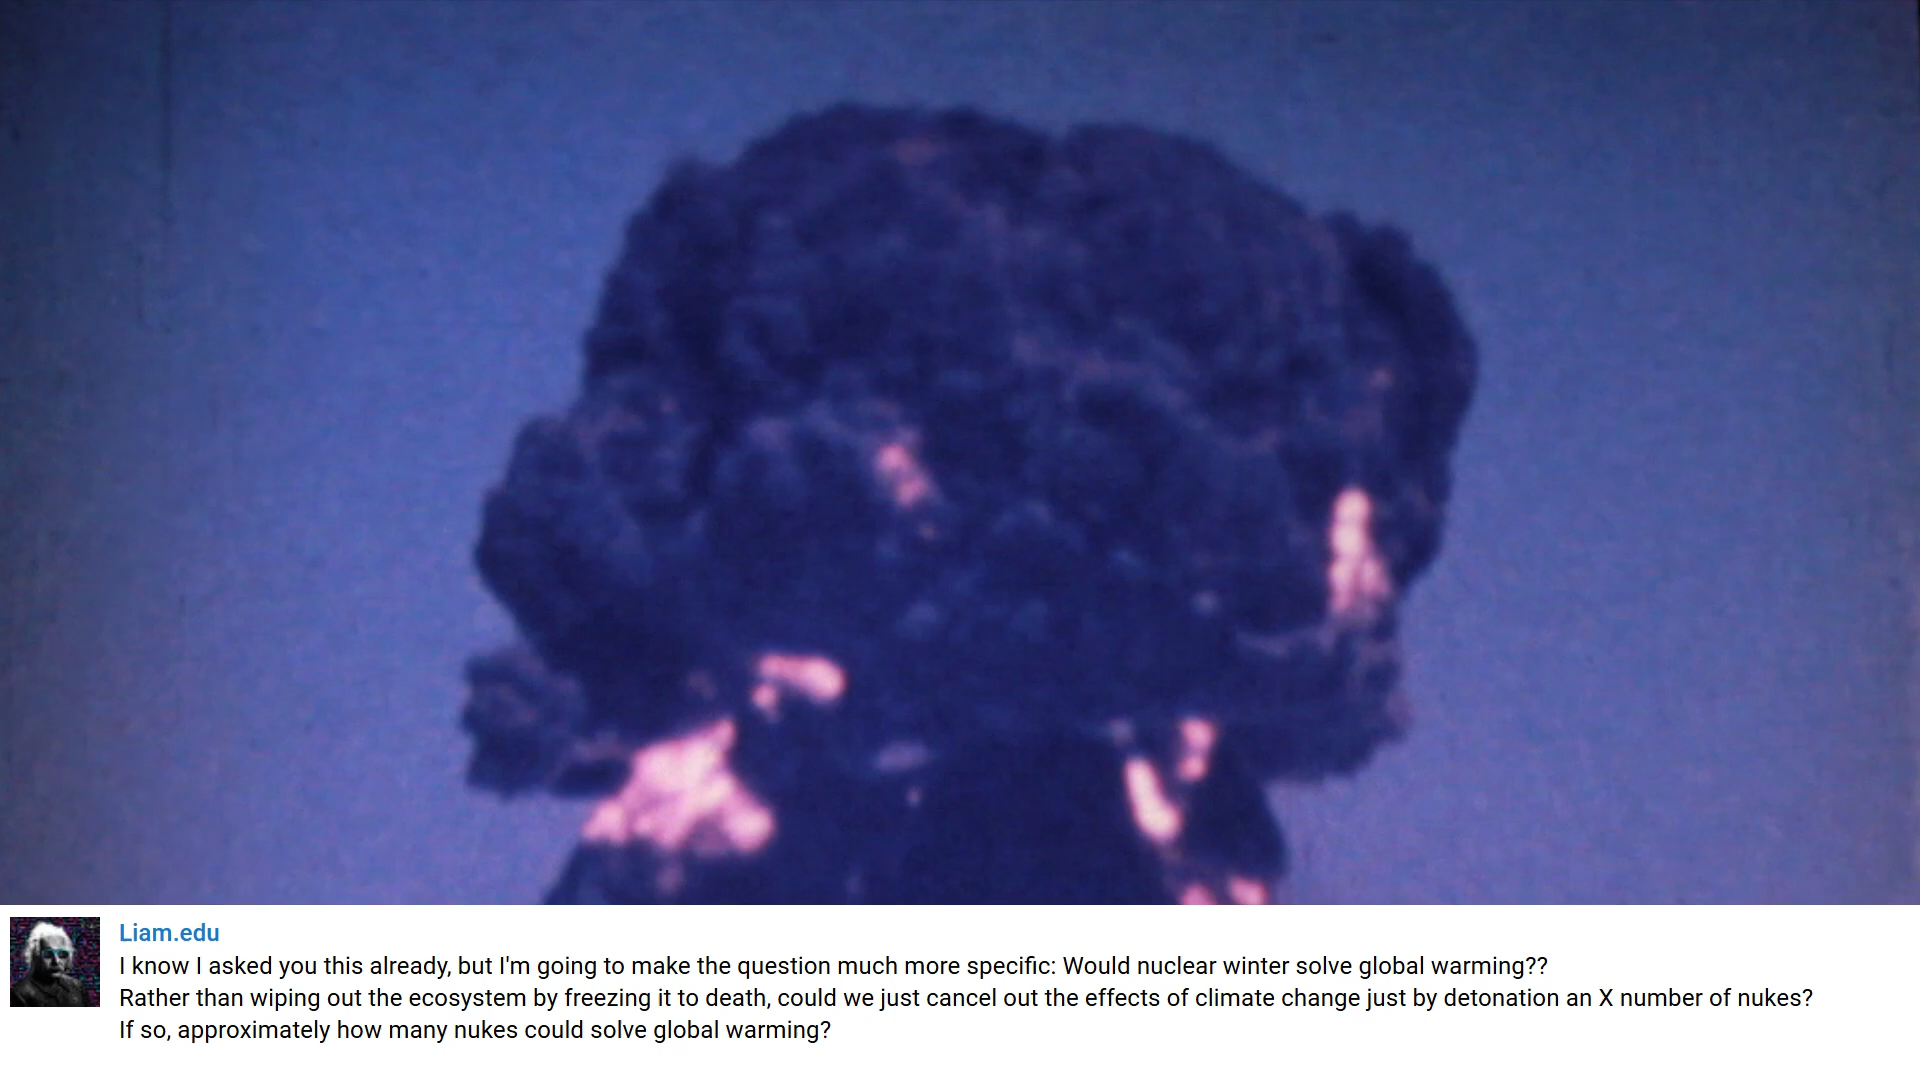 Liam.edu
I know I asked you this already, but I'm going to make the question much more specific: Would nuclear winter solve global warming??
Rather than wiping out the ecosystem by freezing it to death, could we just cancel out the effects of climate change just by detonation an X number of nukes?
If so, approximately how many nukes could solve global warming?